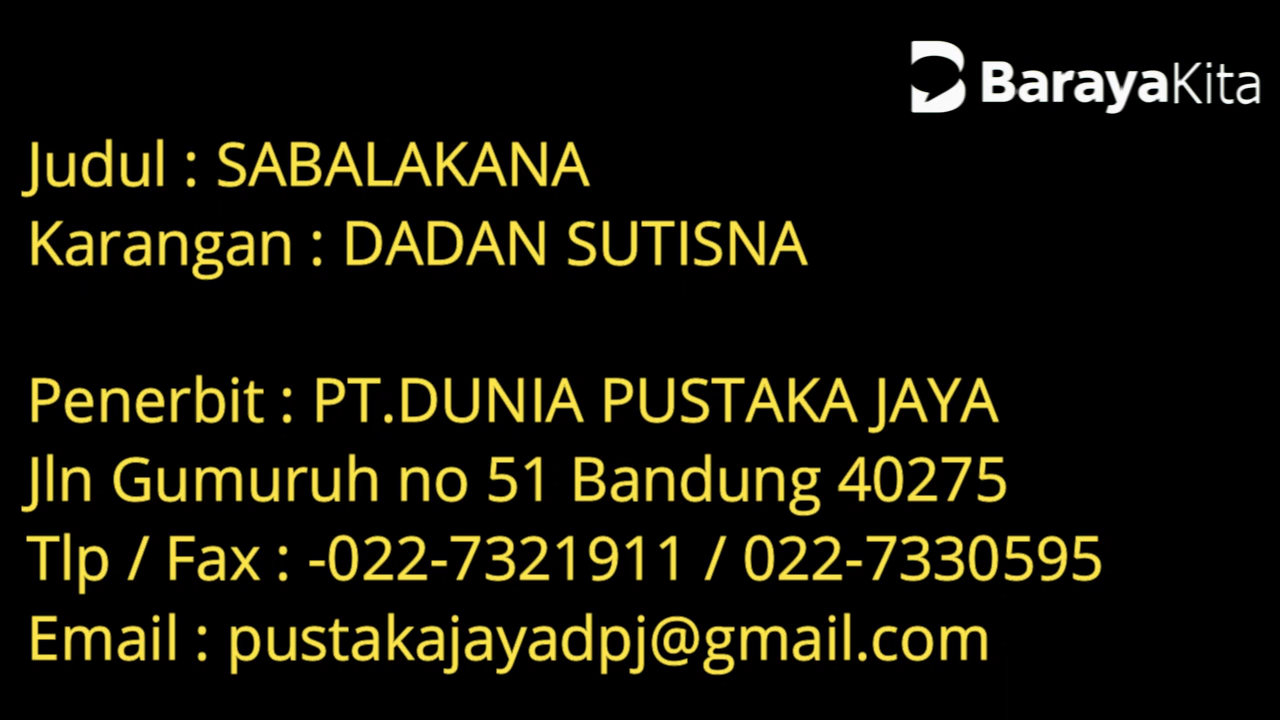 BarayaKita
Judul : SABALAKANA
Karangan : DADAN SUTISNA
Penerbit : PT.DUNIA PUSTAKA JAYA
Jln Gumuruh no 51 Bandung 40275
Tlp / Fax : -022-7321911 / 022-7330595
Email : pustakajayadpj@gmail.com